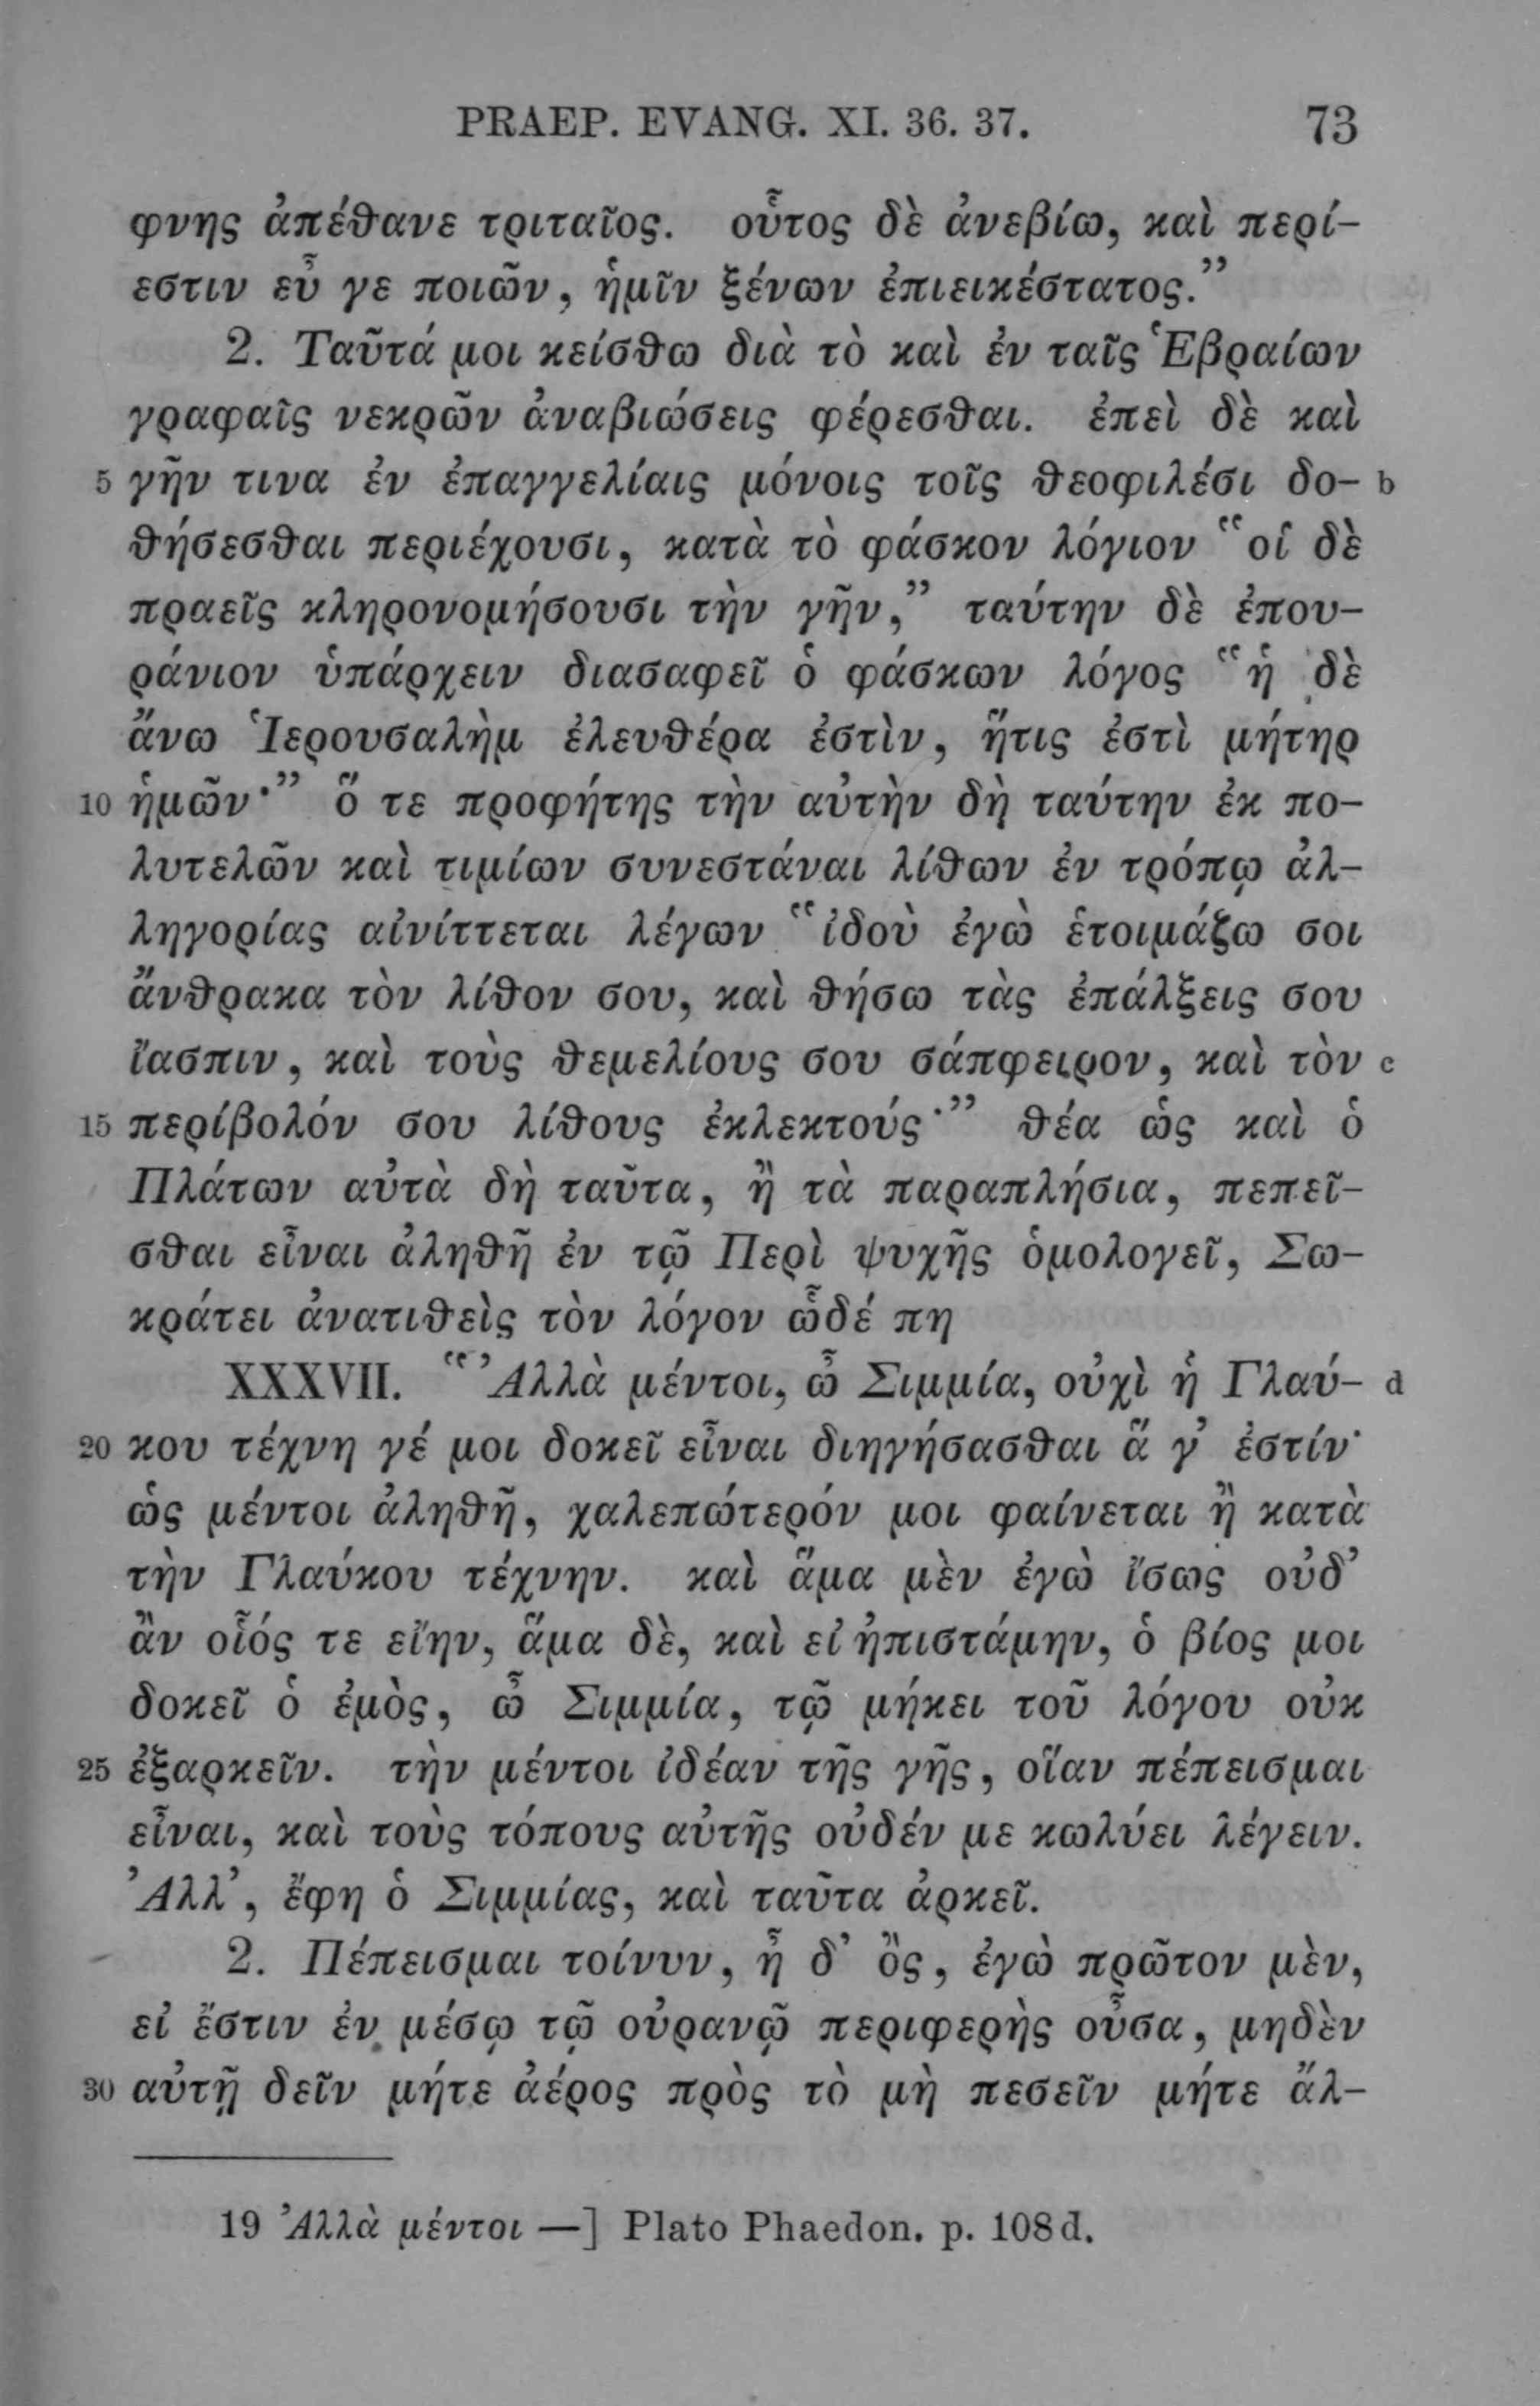 PRAEP. EVANG. XI. 36. 37. 73
φνης ἀπέθανε τριταῖος. οὗτος δὲ ἀνεβίω, καὶ περί-
εστιν εὖ γε ποιῶν, ἡμῖν ξένων ἐπιεικέστατος.”
2. Ταῦτά μοι κείσθω διὰ τὸ καὶ ἐν ταῖς Ἑβραίων
γραφαῖς νεκρῶν ἀναβιώσεις φέρεσθαι. ἐπεὶ δὲ καὶ
5 γῆν τινα ἐν ἐπαγγελίαις μόνοις τοῖς θεοφιλέσι δο- b
θήσεσθαι περιέχουσι, κατὰ τὸ φάσκον λόγιον “οἱ δὲ
πραεῖς κληρονομήσουσι τὴν γῆν,” ταύτην δὲ ἐπου-
ράνιον ὑπάρχειν διασαφεῖ ὁ φάσκων λόγος “ἡ δὲ
ἄνω Ἱερουσαλὴμ ἐλευθέρα ἐστὶν, ἥτις ἐστὶ μήτηρ
10 ἡμῶν·” ὅ τε προφήτης τὴν αὐτὴν δὴ ταύτην ἐκ πο-
λυτελῶν καὶ τιμίων συνεστάναι λίθων ἐν τρόπῳ ἀλ-
ληγορίας αἰνίττεται λέγων “ἰδοὺ ἐγὼ ἑτοιμάζω σοι
ἄνθρακα τὸν λίθον σου, καὶ θήσω τὰς ἐπάλξεις σου
ἴασπιν, καὶ τοὺς θεμελίους σου σάπφειρον, καὶ τὸν c
15 περίβολόν σου λίθους ἐκλεκτούς·” θέα ὡς καὶ ὁ
Πλάτων αὐτὰ δὴ ταῦτα, ἢ τὰ παραπλήσια, πεπεῖ-
σθαι εἶναι ἀληθῆ ἐν τῷ Περὶ ψυχῆς ὁμολογεῖ, Σω-
κράτει ἀνατιθεὶς τὸν λόγον ὧδέ πη
XXXVII. “Ἀλλὰ μέντοι, ὦ Σιμμία, οὐχὶ ἡ Γλαύ- d
20 κου τέχνη γέ μοι δοκεῖ εἶναι διηγήσασθαι ἅ γ’ ἐστίν·
ὡς μέντοι ἀληθῆ, χαλεπώτερόν μοι φαίνεται ἢ κατὰ
τὴν Γλαύκου τέχνην. καὶ ἅμα μὲν ἐγὼ ἴσως οὐδ’
ἂν οἷός τε εἴην, ἅμα δὲ, καὶ εἰ ἠπιστάμην, ὁ βίος μοι
δοκεῖ ὁ ἐμὸς, ὦ Σιμμία, τῷ μήκει τοῦ λόγου οὐκ
25 ἐξαρκεῖν. τὴν μέντοι ἰδέαν τῆς γῆς, οἵαν πέπεισμαι
εἶναι, καὶ τοὺς τόπους αὐτῆς οὐδέν με κωλύει λέγειν.
Ἀλλ’, ἔφη ὁ Σιμμίας, καὶ ταῦτα ἀρκεῖ.
2. Πέπεισμαι τοίνυν, ἦ δ’ ὃς, ἐγὼ πρῶτον μὲν,
εἰ ἔστιν ἐν μέσῳ τῷ οὐρανῷ περιφερὴς οὖσα, μηδὲν
30 αὐτῇ δεῖν μήτε ἀέρος πρὸς τὸ μὴ πεσεῖν μήτε ἄλ-
19 Ἀλλὰ μέντοι —] Plato Phaedon. p. 108 d.